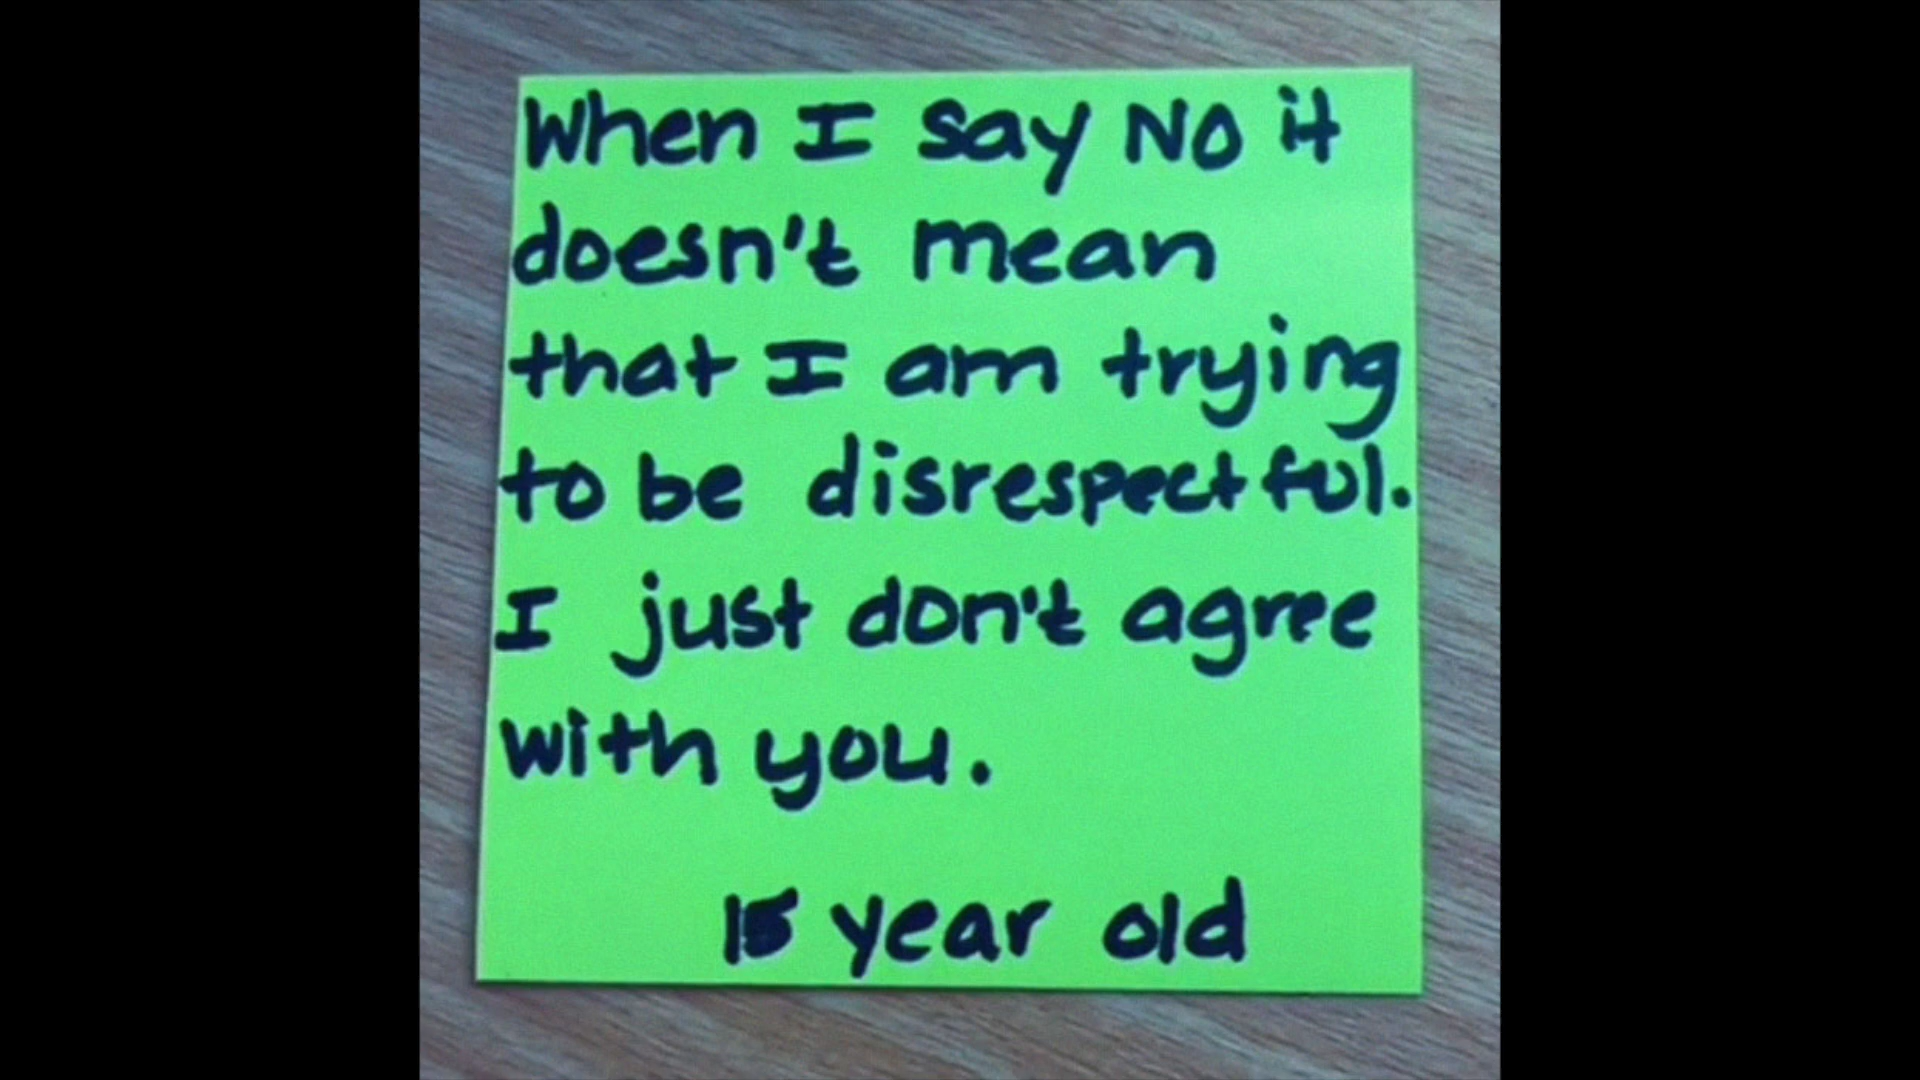 When I say NO it
doesn't mean
that I am trying
to be disrespectful.
I just don't agree
with you.
15 year old